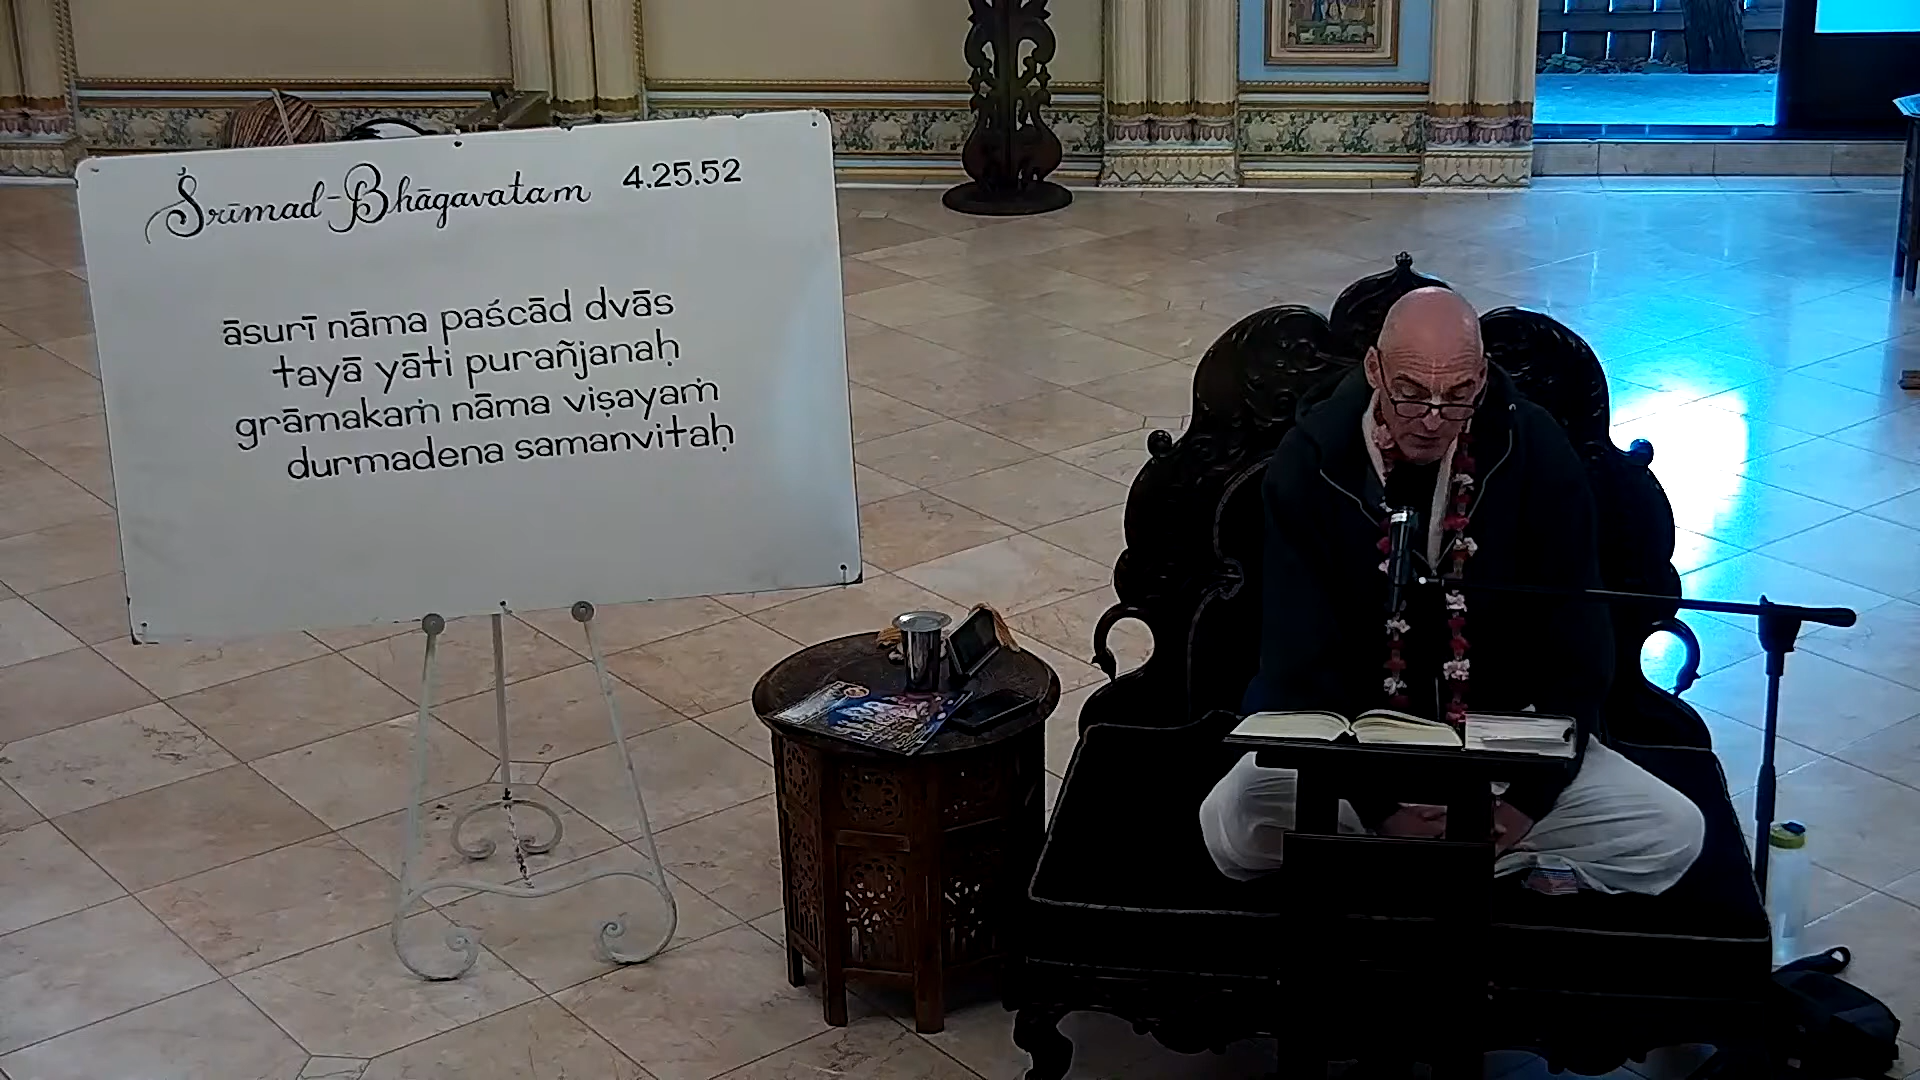 Śrīmad-Bhāgavatam 4.25.52
āsurī nāma paścād dvās
tayā yāti purañjanaḥ
grāmakaṁ nāma viṣayaṁ
durmadena samanvitaḥ